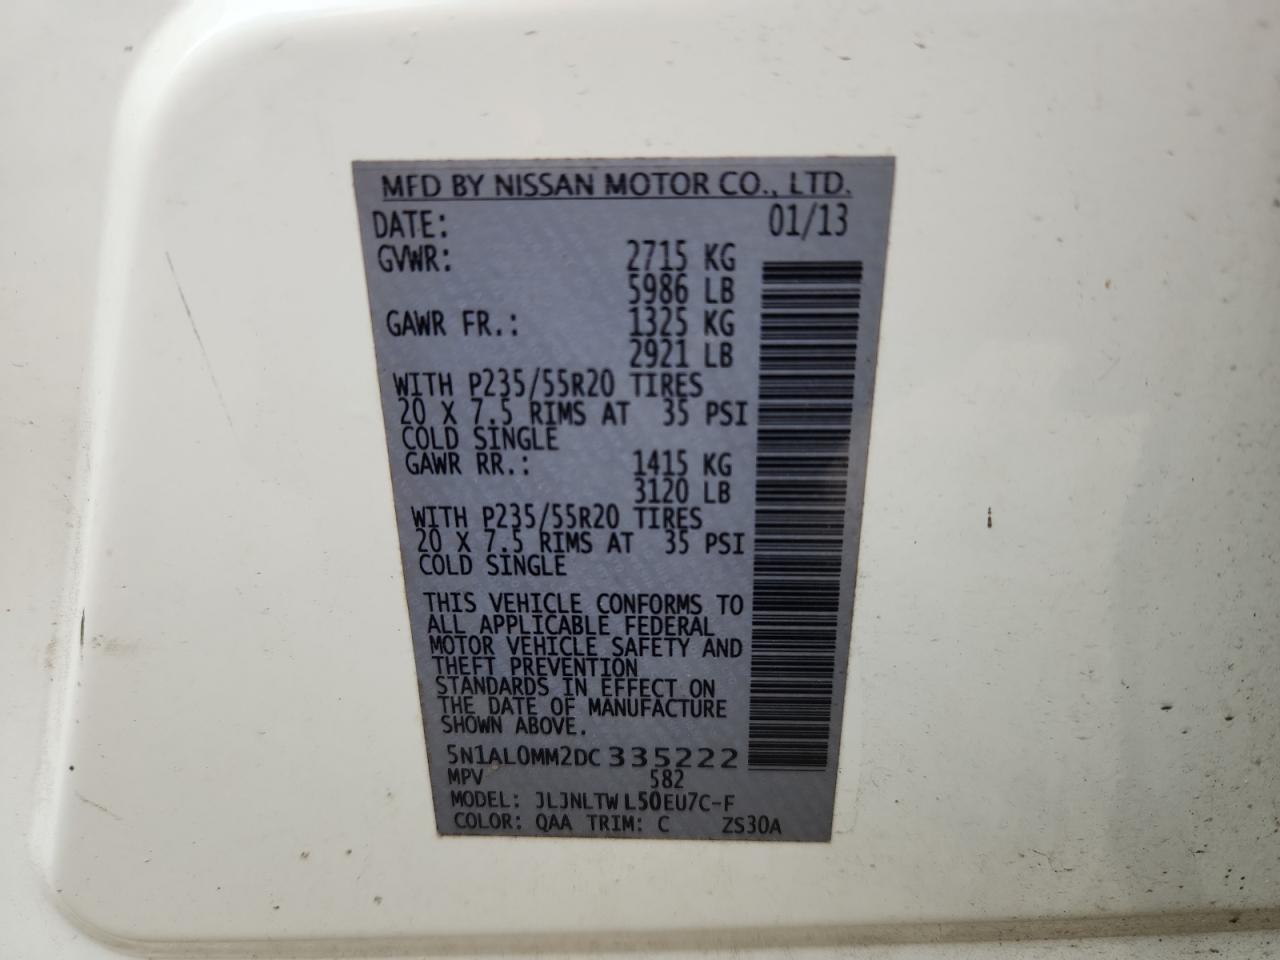 MFD BY NISSAN MOTOR CO., LTD.
DATE: 01/13
GVWR: 2715 KG
5986 LB
GAWR FR.: 1325 KG
2921 LB
WITH P235/55R20 TIRES
20 X 7.5 RIMS AT 35 PSI
COLD SINGLE
GAWR RR.: 1415 KG
3120 LB
WITH P235/55R20 TIRES
20 X 7.5 RIMS AT 35 PSI
COLD SINGLE
THIS VEHICLE CONFORMS TO
ALL APPLICABLE FEDERAL
MOTOR VEHICLE SAFETY AND
THEFT PREVENTION
STANDARDS IN EFFECT ON
THE DATE OF MANUFACTURE
SHOWN ABOVE.
5N1AL0MM2DC335222
MPV 582
MODEL: JLJNLTWL50EU7C-F
COLOR: QAA TRIM: C ZS30A